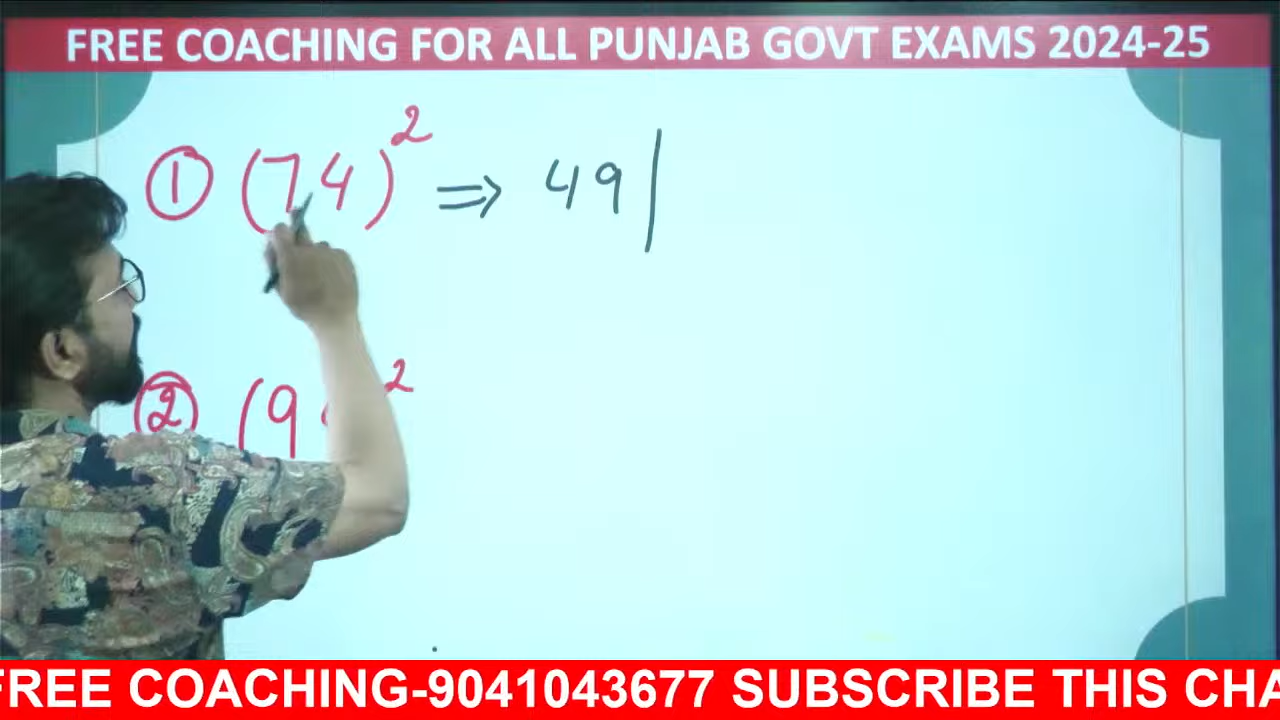 FREE COACHING FOR ALL PUNJAB GOVT EXAMS 2024-25
① (74)² ⇒ 49|
② (9 ²
FREE COACHING-9041043677 SUBSCRIBE THIS CHA